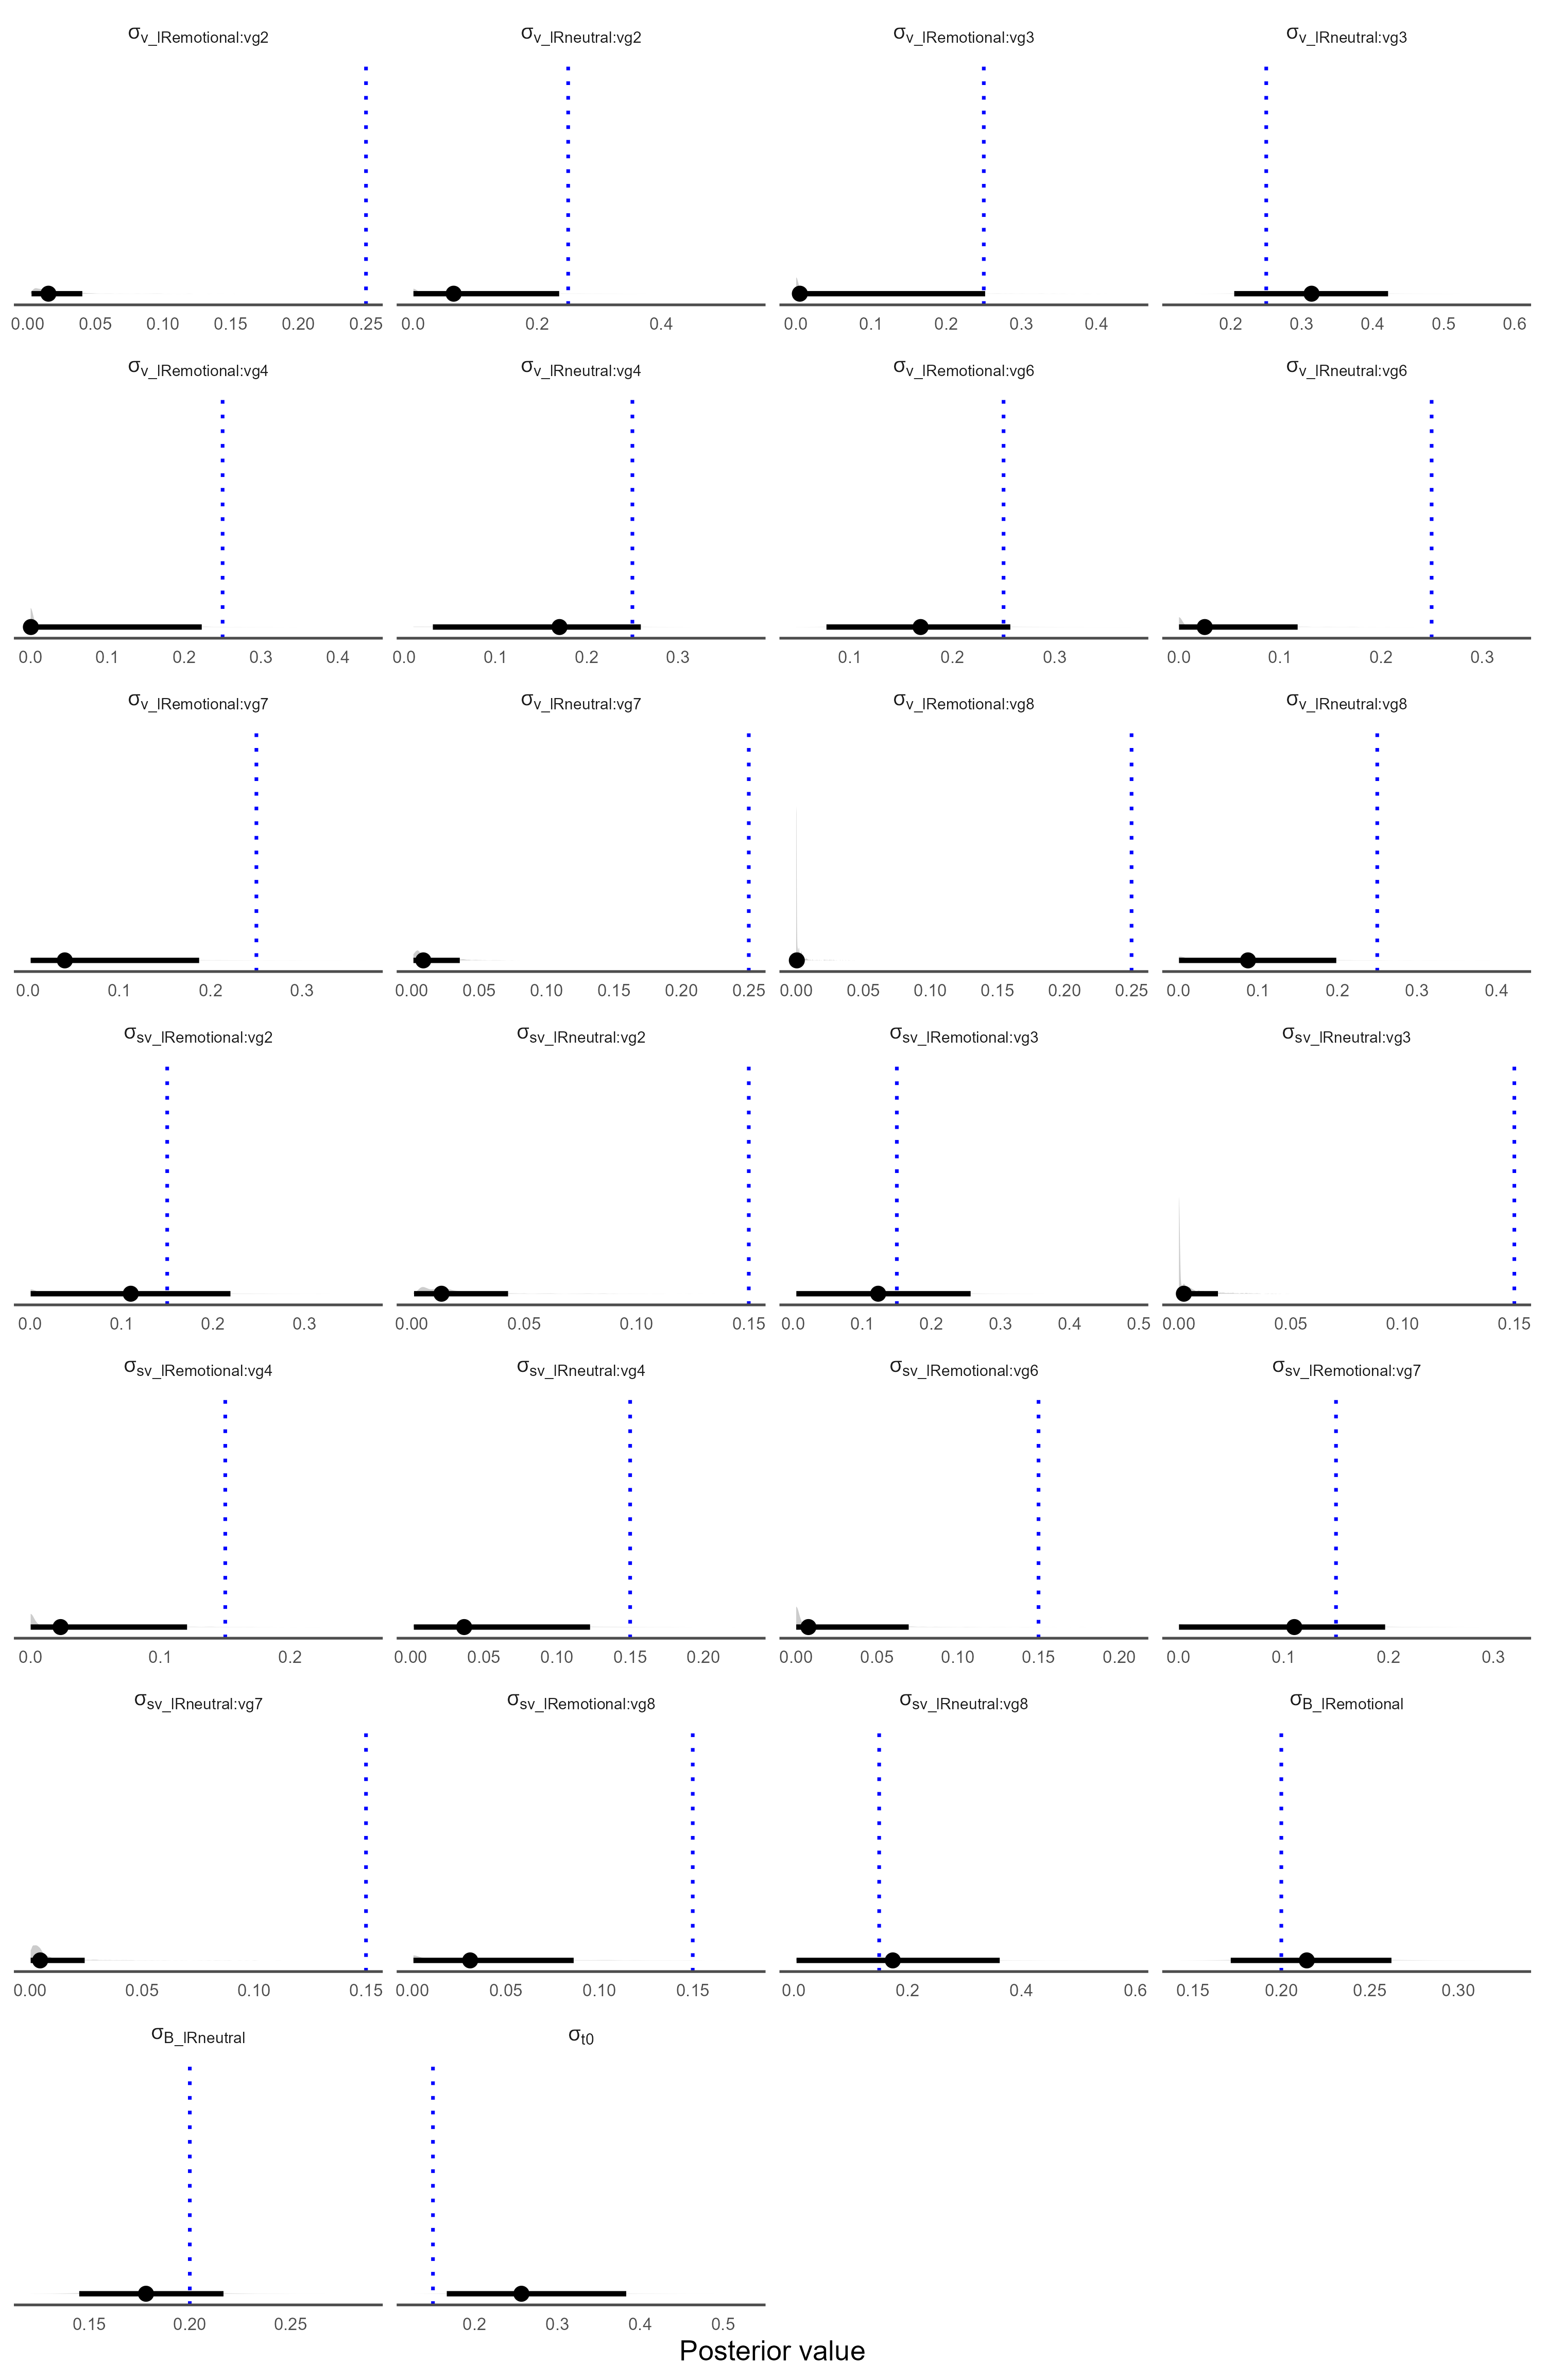 σv_lRemotional:vg2 σv_lRneutral:vg2 σv_lRemotional:vg3 σv_lRneutral:vg3
0.00 0.05 0.10 0.15 0.20 0.25 0.0 0.2 0.4 0.0 0.1 0.2 0.3 0.4 0.2 0.3 0.4 0.5 0.6
σv_lRemotional:vg4 σv_lRneutral:vg4 σv_lRemotional:vg6 σv_lRneutral:vg6
0.0 0.1 0.2 0.3 0.4 0.0 0.1 0.2 0.3 0.1 0.2 0.3 0.0 0.1 0.2 0.3
σv_lRemotional:vg7 σv_lRneutral:vg7 σv_lRemotional:vg8 σv_lRneutral:vg8
0.0 0.1 0.2 0.3 0.00 0.05 0.10 0.15 0.20 0.25 0.00 0.05 0.10 0.15 0.20 0.25 0.0 0.1 0.2 0.3 0.4
σsv_lRemotional:vg2 σsv_lRneutral:vg2 σsv_lRemotional:vg3 σsv_lRneutral:vg3
0.0 0.1 0.2 0.3 0.00 0.05 0.10 0.15 0.0 0.1 0.2 0.3 0.4 0.5 0.00 0.05 0.10 0.15
σsv_lRemotional:vg4 σsv_lRneutral:vg4 σsv_lRemotional:vg6 σsv_lRemotional:vg7
0.0 0.1 0.2 0.00 0.05 0.10 0.15 0.20 0.00 0.05 0.10 0.15 0.20 0.0 0.1 0.2 0.3
σsv_lRneutral:vg7 σsv_lRemotional:vg8 σsv_lRneutral:vg8 σB_lRemotional
0.00 0.05 0.10 0.15 0.00 0.05 0.10 0.15 0.0 0.2 0.4 0.6 0.15 0.20 0.25 0.30
σB_lRneutral σt0
0.15 0.20 0.25 0.2 0.3 0.4 0.5
Posterior value